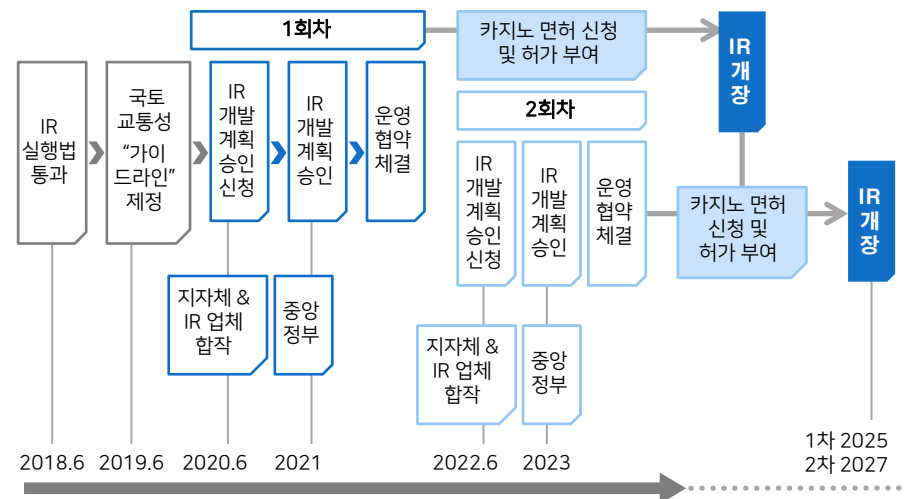 1회차
카지노 면허 신청
및 허가 부여
IR
개
장
IR
실행법
통과
국토
교통성
“가이
드라인”
제정
IR
개발
계획
승인
신청
IR
개발
계획
승인
운영
협약
체결
2회차
IR
개발
계획
승인
신청
IR
개발
계획
승인
운영
협약
체결
카지노 면허
신청 및
허가 부여
IR
개
장
지자체 &
IR 업체
합작
중앙
정부
지자체 &
IR 업체
합작
중앙
정부
2018.6
2019.6
2020.6
2021
2022.6
2023
1차 2025
2차 2027